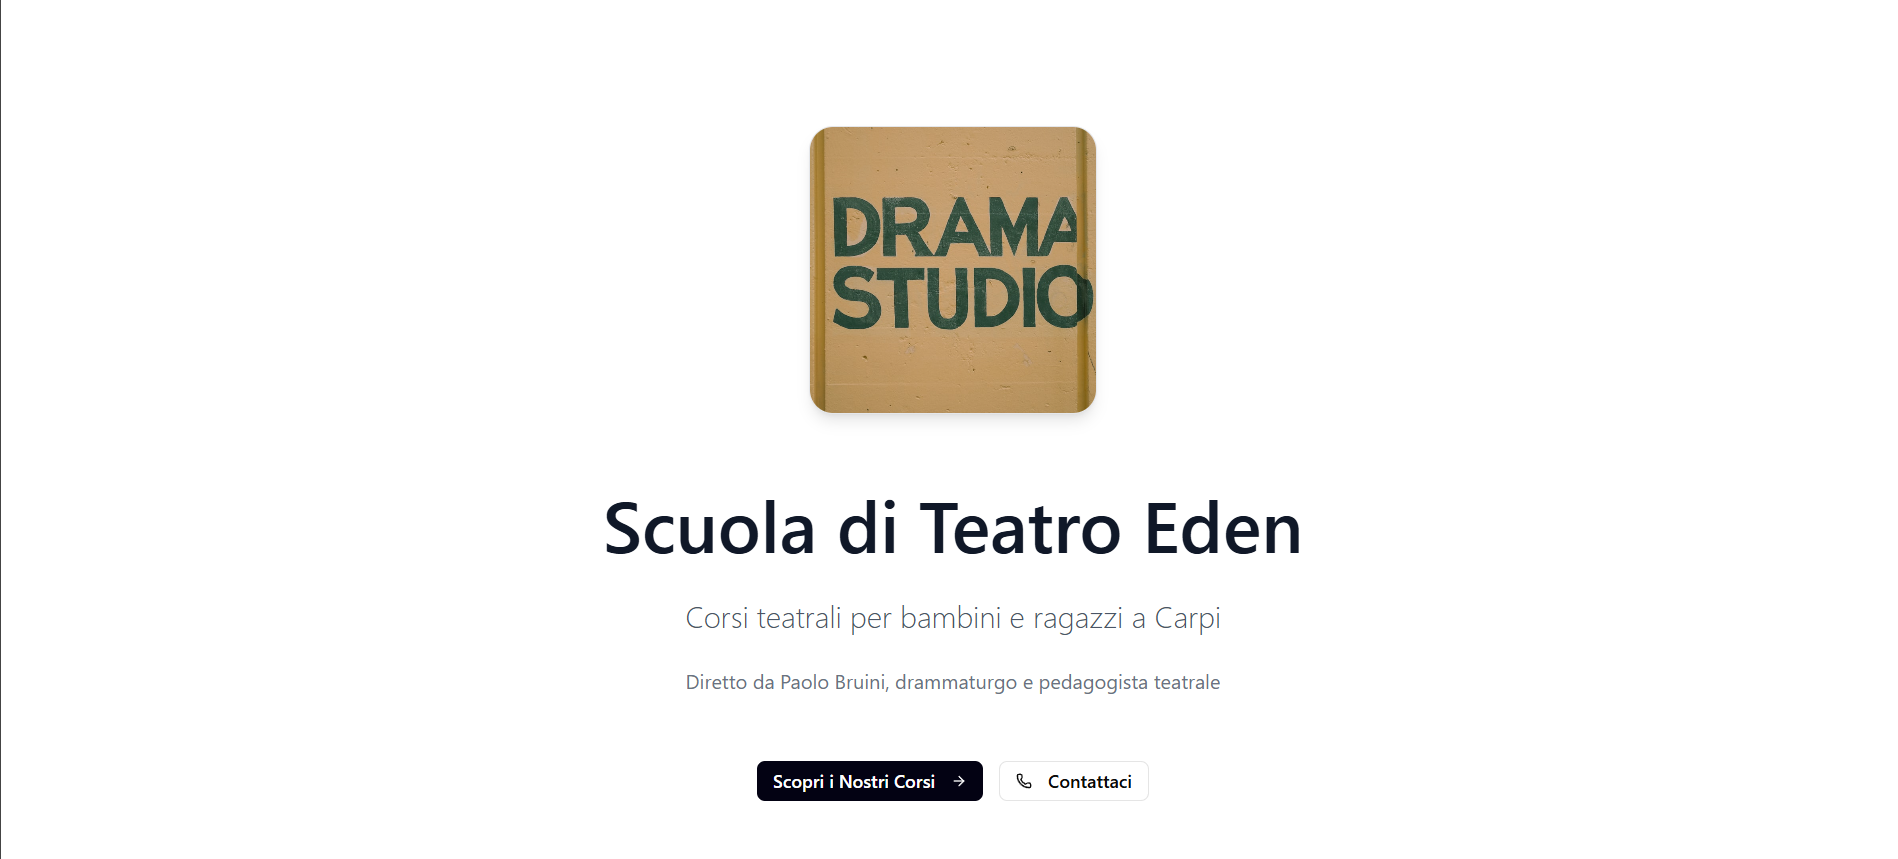 DRAMA
STUDIO
Scuola di Teatro Eden
Corsi teatrali per bambini e ragazzi a Carpi
Diretto da Paolo Bruini, drammaturgo e pedagogista teatrale
Scopri i Nostri Corsi
Contattaci